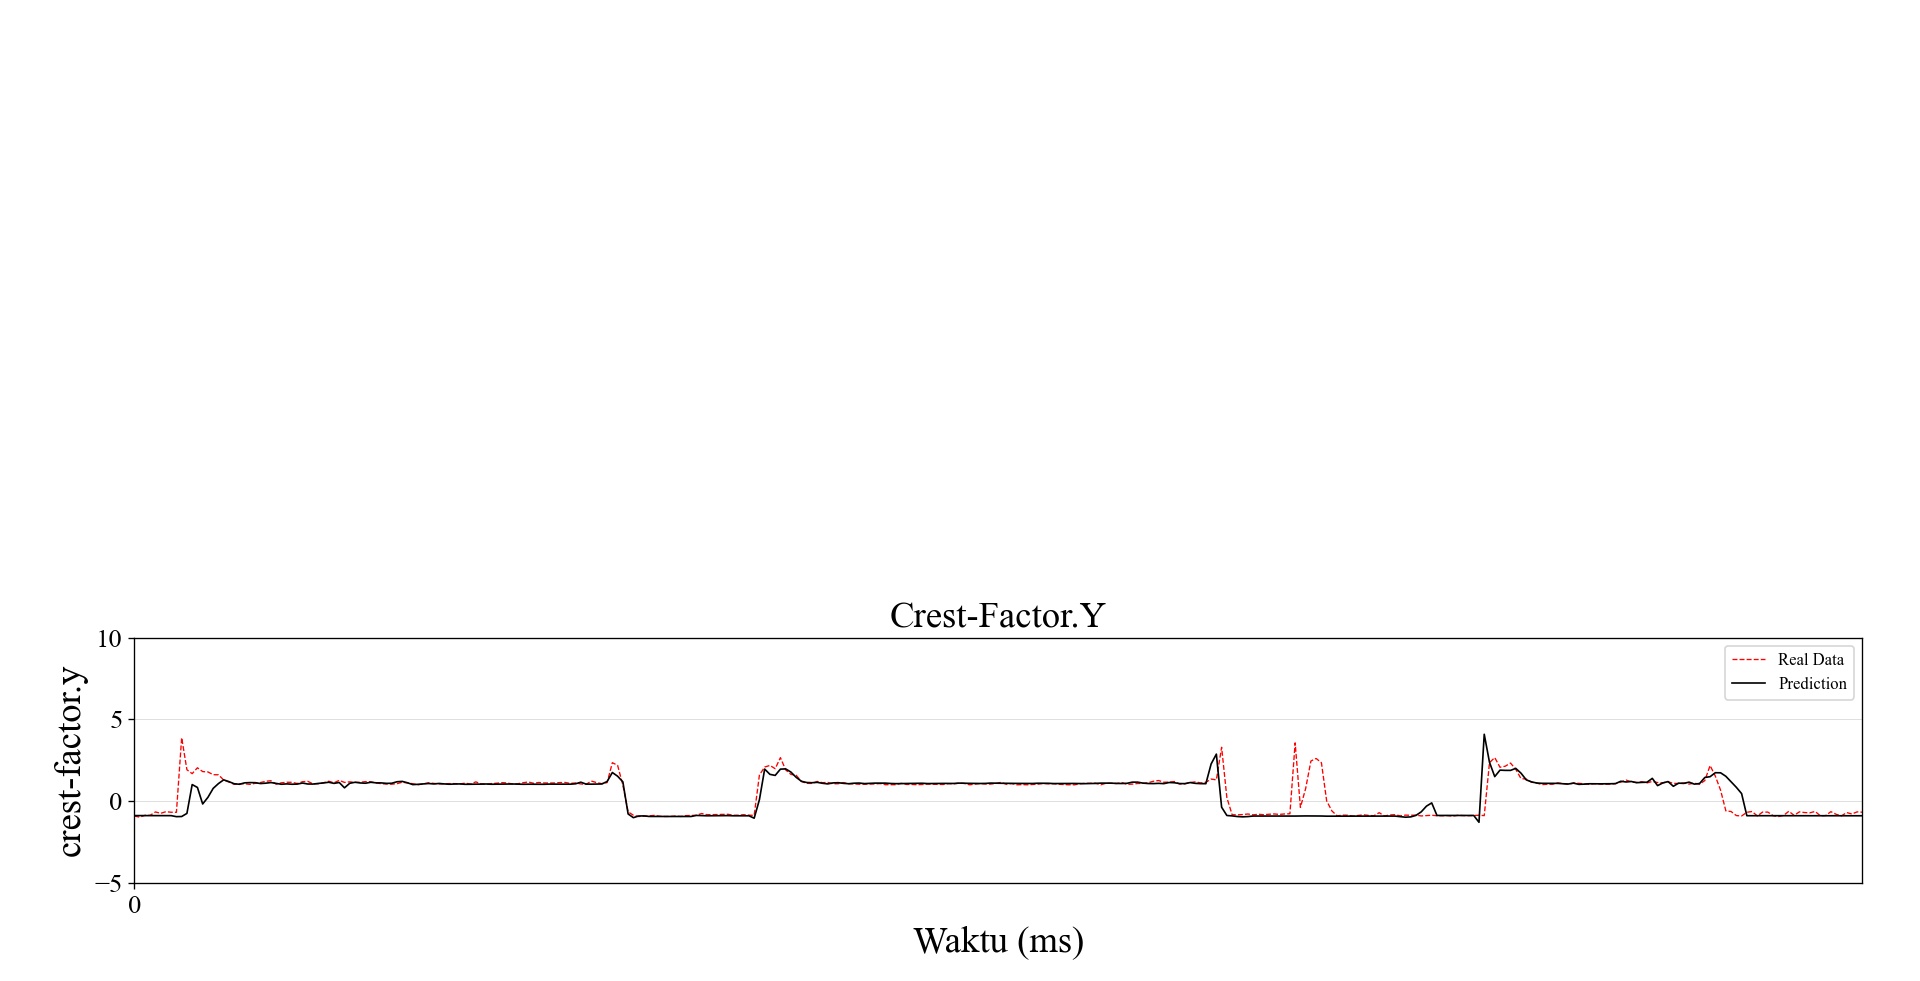 Crest-Factor.Y
10
5
0
−5
crest-factor.y
Real Data
Prediction
0
Waktu (ms)